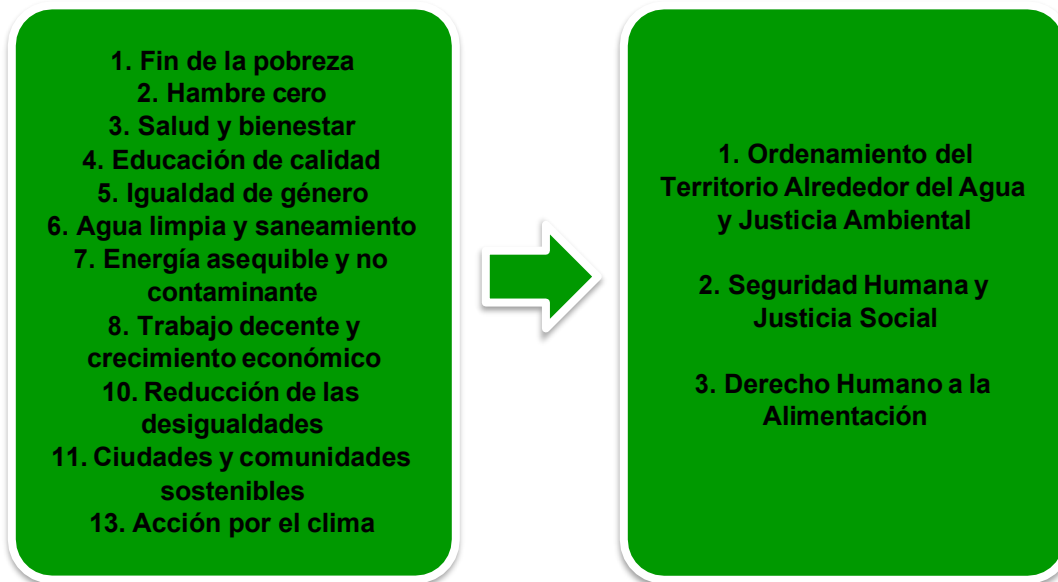 1. Fin de la pobreza
2. Hambre cero
3. Salud y bienestar
4. Educación de calidad
5. Igualdad de género
6. Agua limpia y saneamiento
7. Energía asequible y no
contaminante
8. Trabajo decente y
crecimiento económico
10. Reducción de las
desigualdades
11. Ciudades y comunidades
sostenibles
13. Acción por el clima
1. Ordenamiento del
Territorio Alrededor del Agua
y Justicia Ambiental
2. Seguridad Humana y
Justicia Social
3. Derecho Humano a la
Alimentación